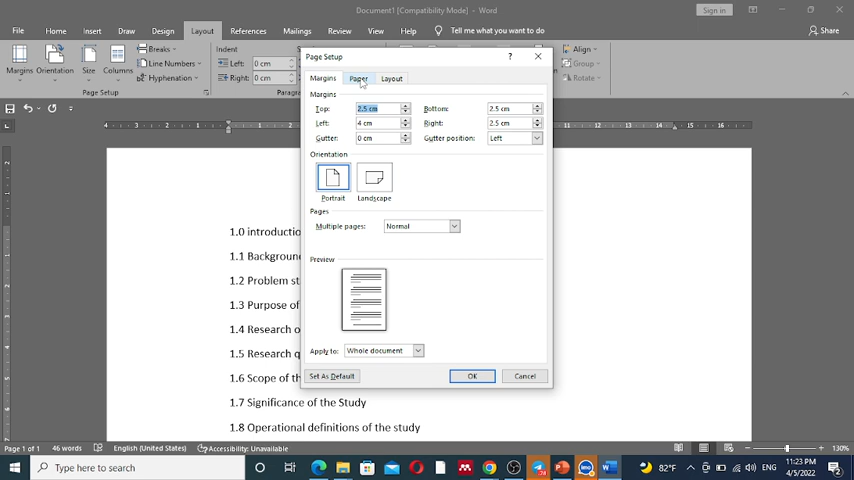 Document1 [Compatibility Mode] - Word
Sign in
File Home Insert Draw Design Layout References Mailings Review View Help Tell me what you want to do Share
Margins Orientation Size Columns
Breaks
Line Numbers
Hyphenation
Page Setup
Indent
Left: 0 cm
Right: 0 cm
Align
Group
Rotate
Page Setup
?
Margins Paper Layout
Margins
Top: 2.5 cm Bottom: 2.5 cm
Left: 4 cm Right: 2.5 cm
Gutter: 0 cm Gutter position: Left
Orientation
Portrait Landscape
Pages
Multiple pages: Normal
Preview
Apply to: Whole document
Set As Default OK Cancel
1.0 introductio
1.1 Backgroun
1.2 Problem st
1.3 Purpose of
1.4 Research o
1.5 Research q
1.6 Scope of th
1.7 Significance of the Study
1.8 Operational definitions of the study
Page 1 of 1 46 words English (United States) Accessibility: Unavailable 130%
Type here to search
82°F ENG 11:23 PM
4/5/2022